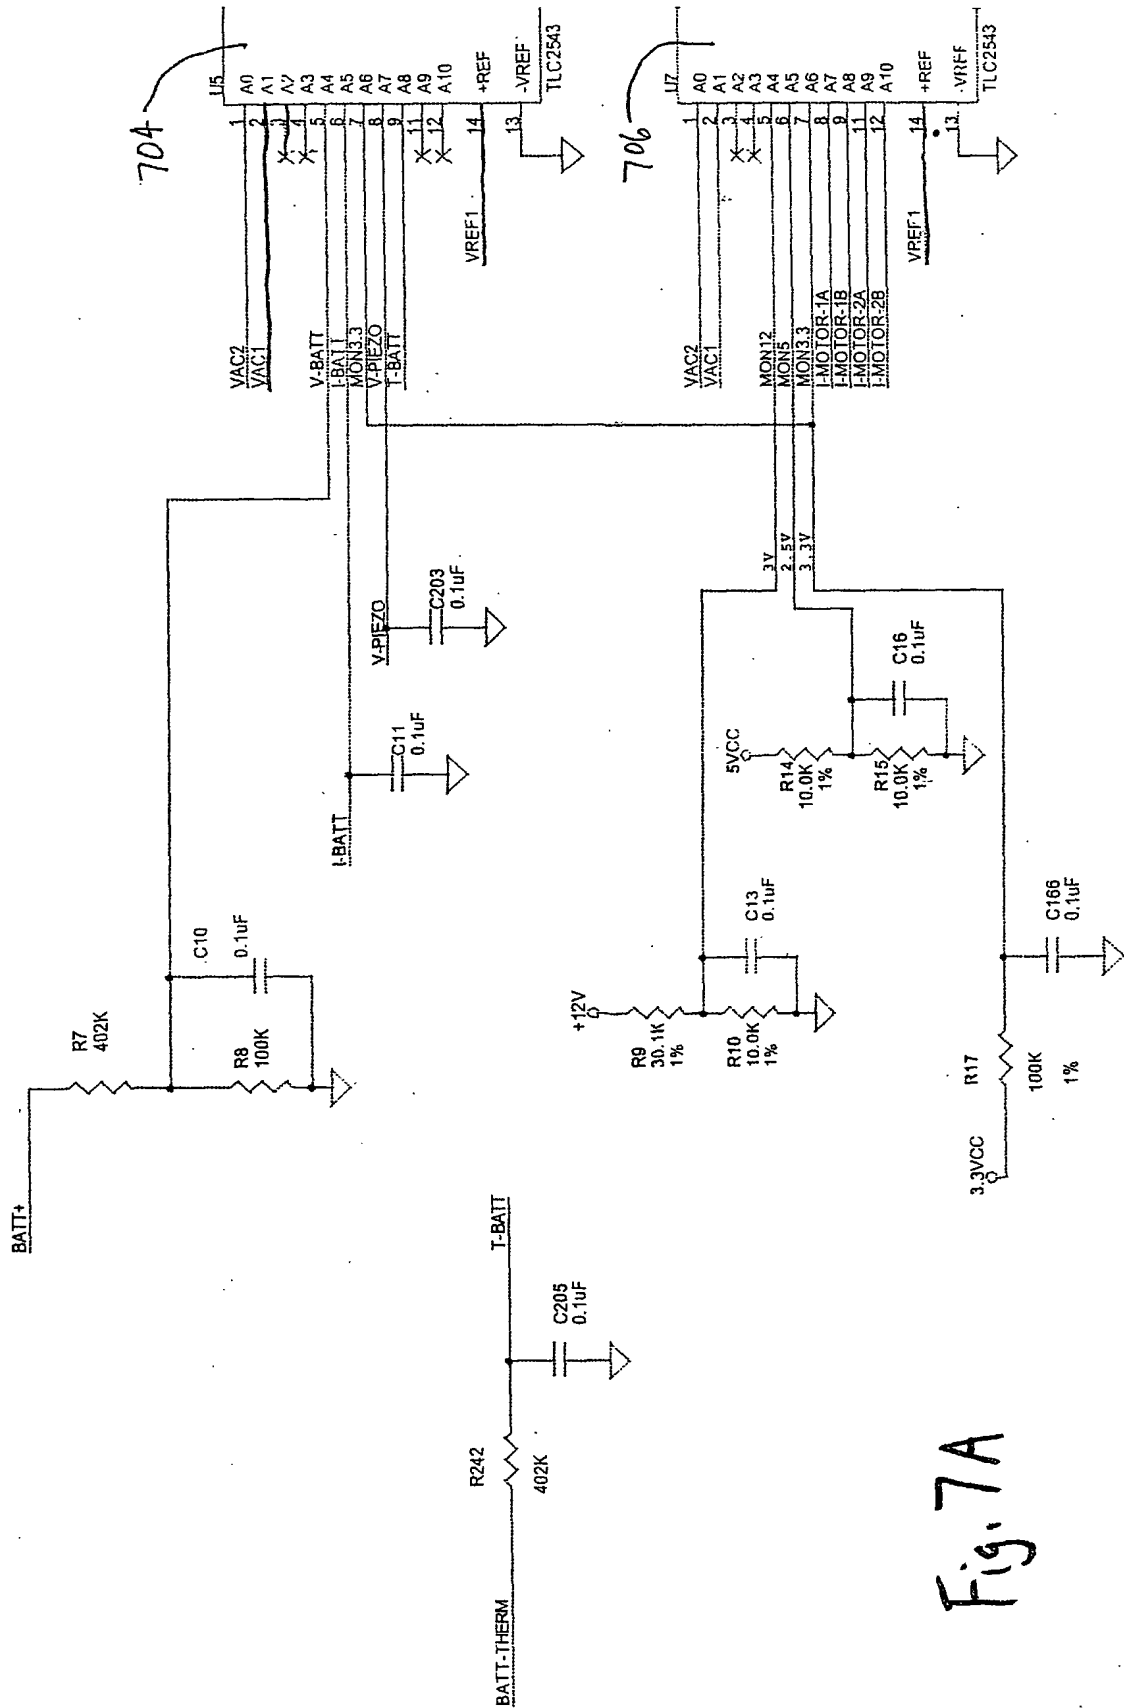 704
U5
A0
A1
A2
A3
A4
A5
A6
A7
A8
A9
A10
+REF
-VREF
TLC2543
1
2
3
4
5
6
7
8
9
11
12
14
13
VAC2
VAC1
V-BATT
I-BATT
MON3.3
V-PIEZO
T-BATT
VREF1
706
U7
A0
A1
A2
A3
A4
A5
A6
A7
A8
A9
A10
+REF
-VREF
TLC2543
1
2
3
4
5
6
7
8
9
11
12
14
13
VAC2
VAC1
MON12
MON5
MON3.3
I-MOTOR-1A
I-MOTOR-1B
I-MOTOR-2A
I-MOTOR-2B
VREF1
3V
2.5V
3.3V
V-PIEZO
C203
0.1uF
I-BATT
C11
0.1uF
5VCC
R14
10.0K
1%
R15
10.0K
1%
C16
0.1uF
BATT+
R7
402K
R8
100K
C10
0.1uF
+12V
R9
30.1K
1%
R10
10.0K
1%
C13
0.1uF
3.3VCC
R17
100K
1%
C166
0.1uF
BATT-THERM
R242
402K
T-BATT
C205
0.1uF
Fig. 7A